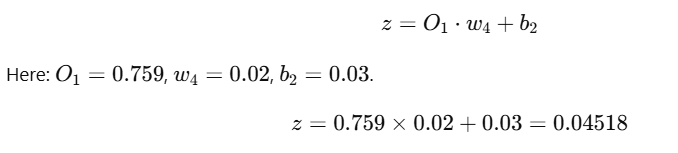 z = O₁ · w₄ + b₂
Here: O₁ = 0.759, w₄ = 0.02, b₂ = 0.03.
z = 0.759 × 0.02 + 0.03 = 0.04518